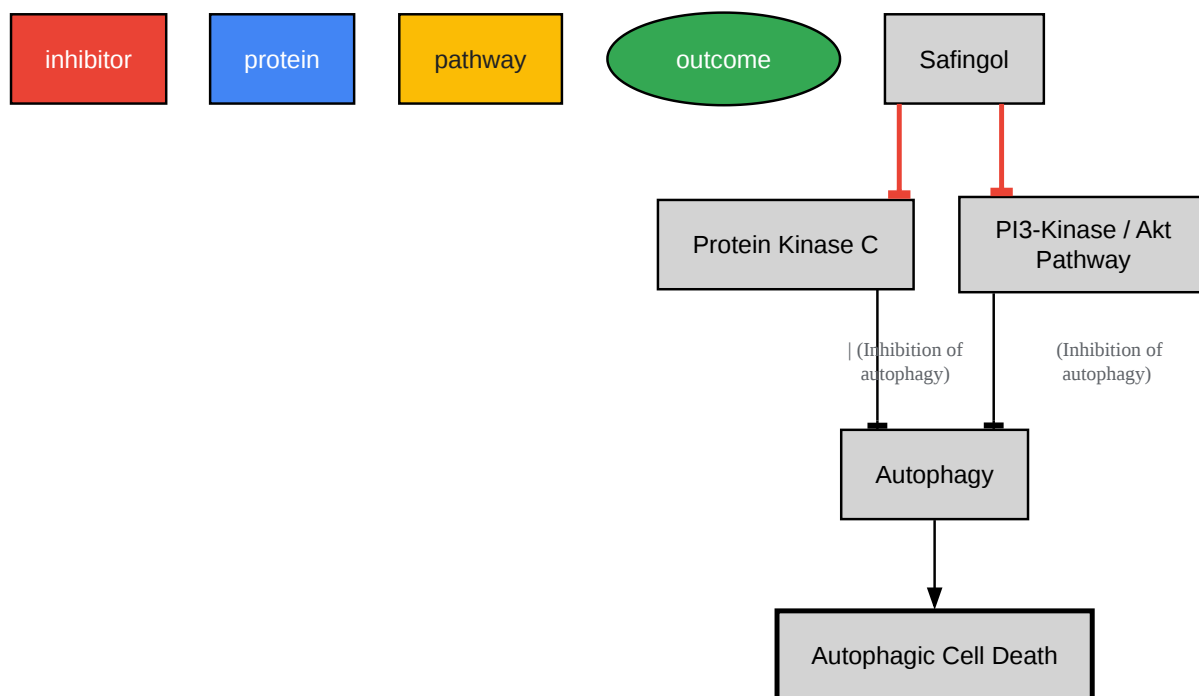 inhibitor
protein
pathway
outcome
Safingol
Protein Kinase C
PI3-Kinase / Akt
Pathway
| (Inhibition of
autophagy)
(Inhibition of
autophagy)
Autophagy
Autophagic Cell Death